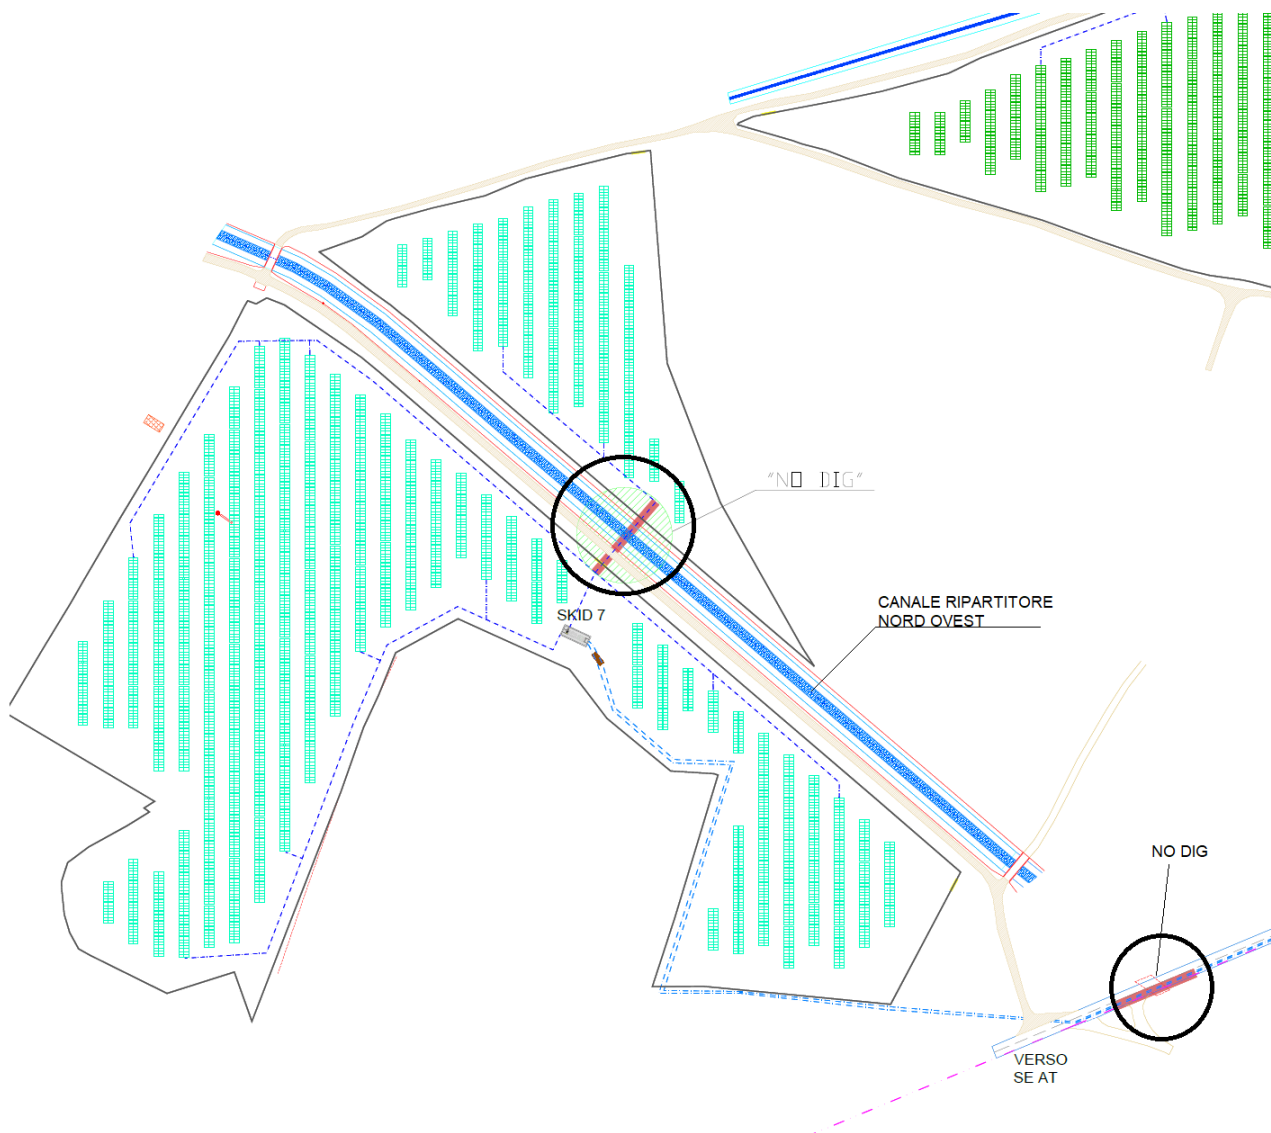 "NO DIG"
CANALE RIPARTITORE
NORD OVEST
SKID 7
NO DIG
VERSO
SE AT